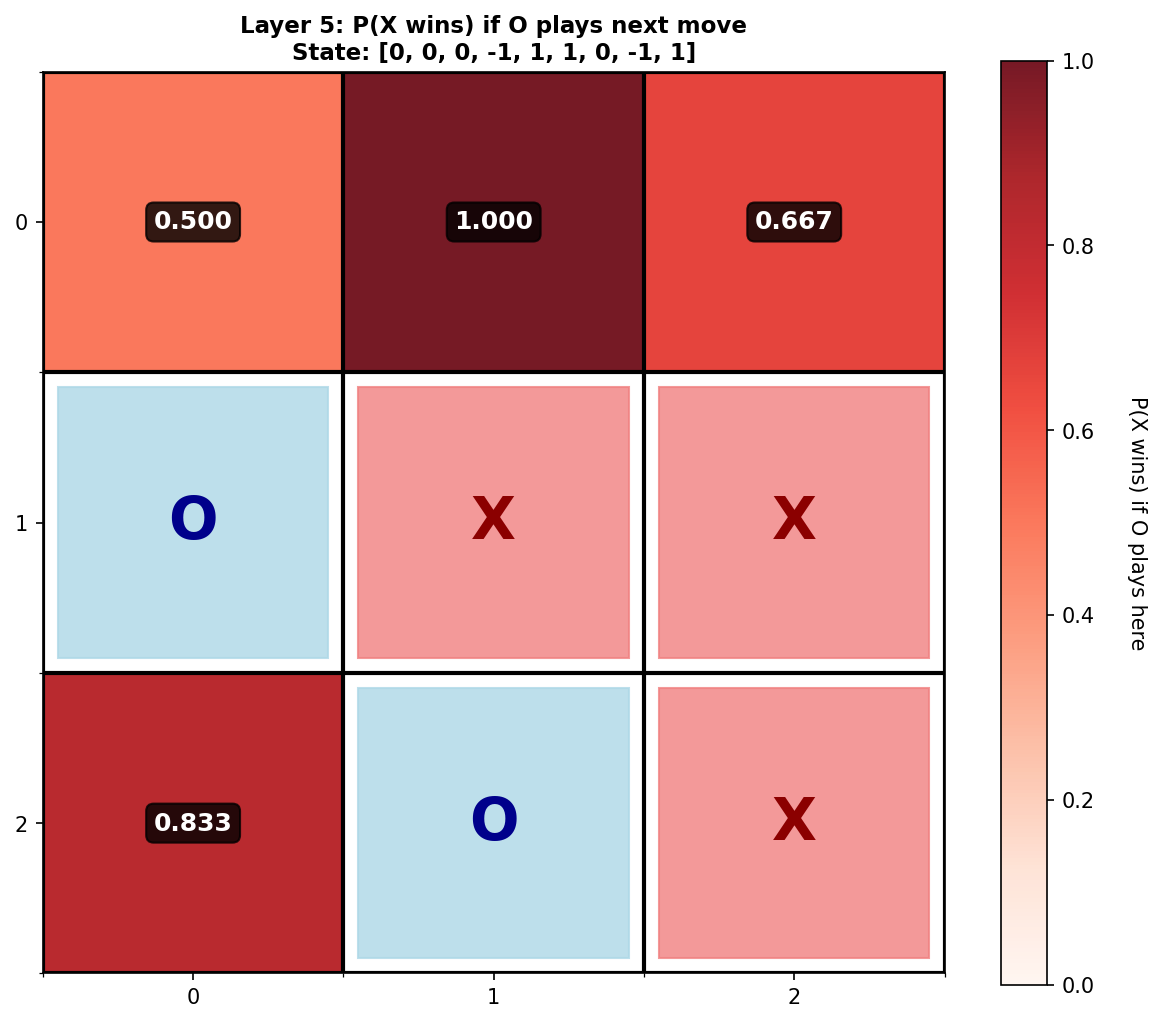 Layer 5: P(X wins) if O plays next move
State: [0, 0, 0, -1, 1, 1, 0, -1, 1]
0
0.500
1.000
0.667
1
O
X
X
2
0.833
O
X
0
1
2
1.0
0.8
0.6
0.4
0.2
0.0
P(X wins) if O plays here